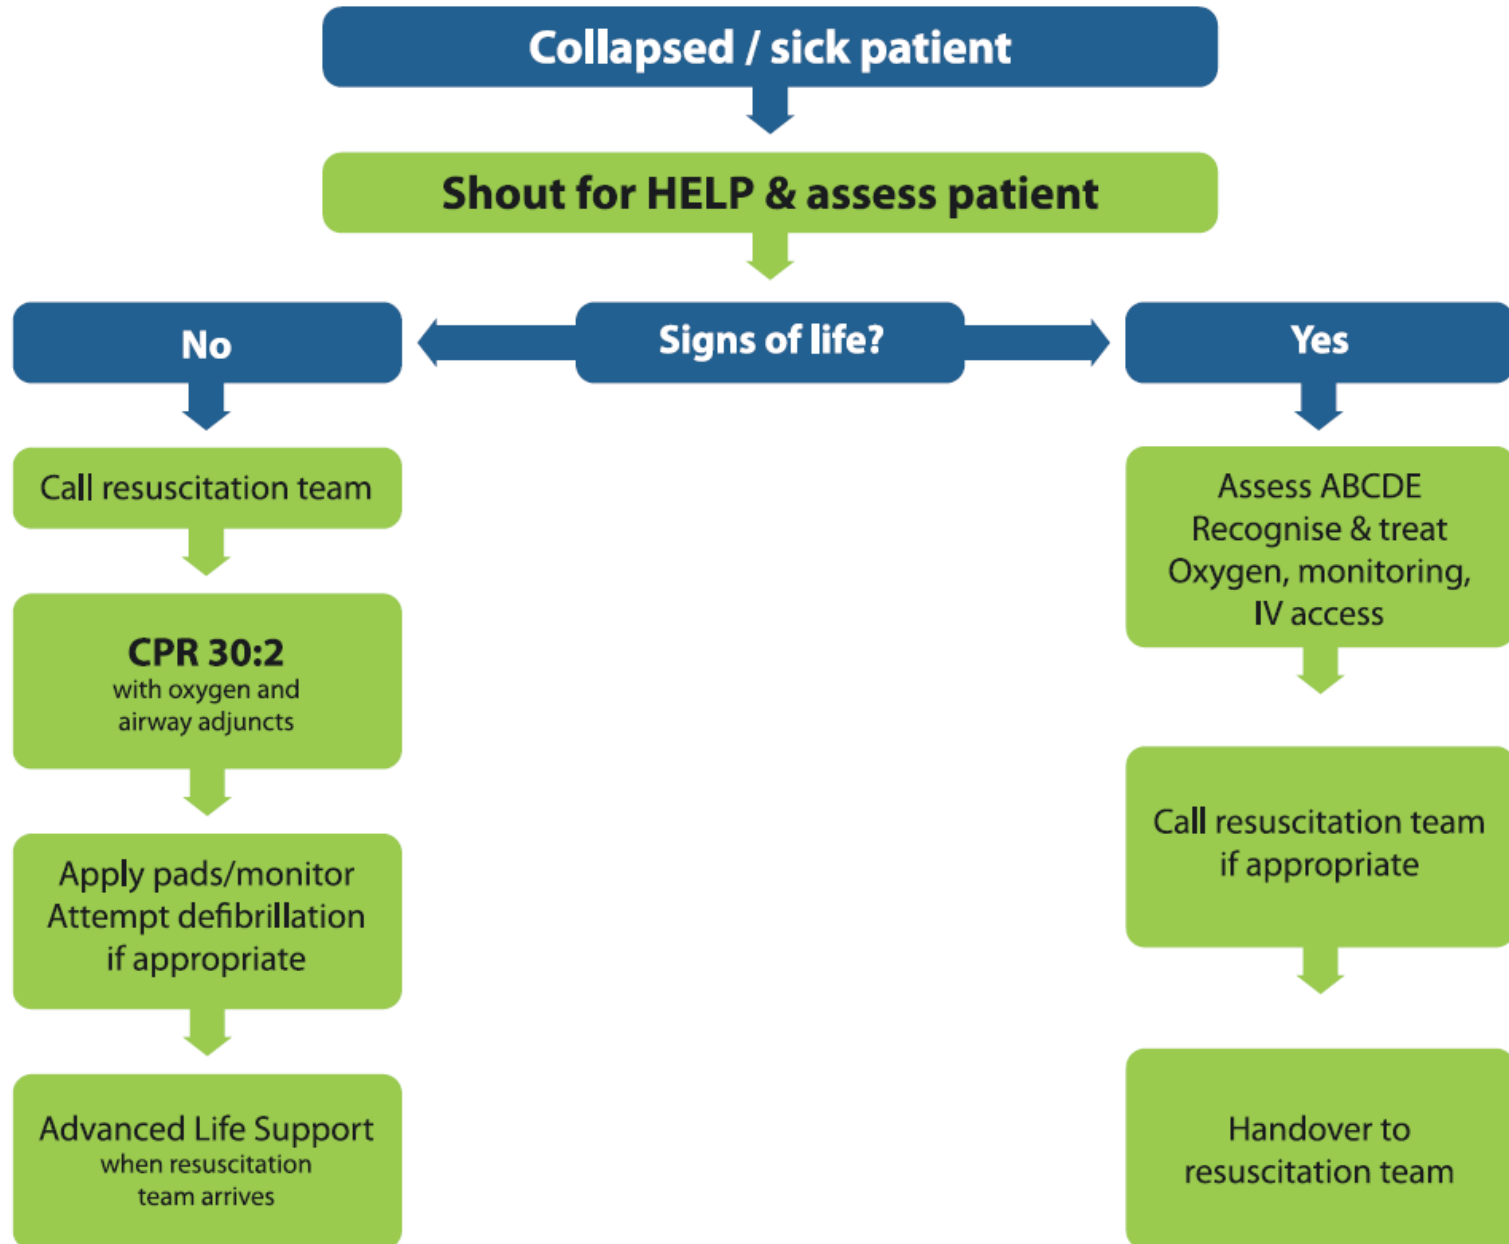 Collapsed / sick patient
Shout for HELP & assess patient
No
Signs of life?
Yes
Call resuscitation team
CPR 30:2
with oxygen and
airway adjuncts
Apply pads/monitor
Attempt defibrillation
if appropriate
Advanced Life Support
when resuscitation
team arrives
Assess ABCDE
Recognise & treat
Oxygen, monitoring,
IV access
Call resuscitation team
if appropriate
Handover to
resuscitation team